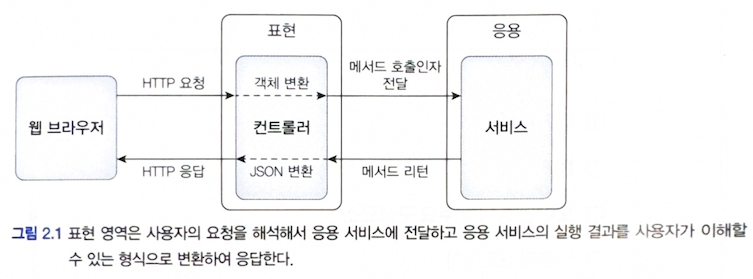 표현
응용
HTTP 요청
객체 변환
메서드 호출인자
전달
웹 브라우저
컨트롤러
서비스
HTTP 응답
JSON 변환
메서드 리턴
그림 2.1 표현 영역은 사용자의 요청을 해석해서 응용 서비스에 전달하고 응용 서비스의 실행 결과를 사용자가 이해할
수 있는 형식으로 변환하여 응답한다.